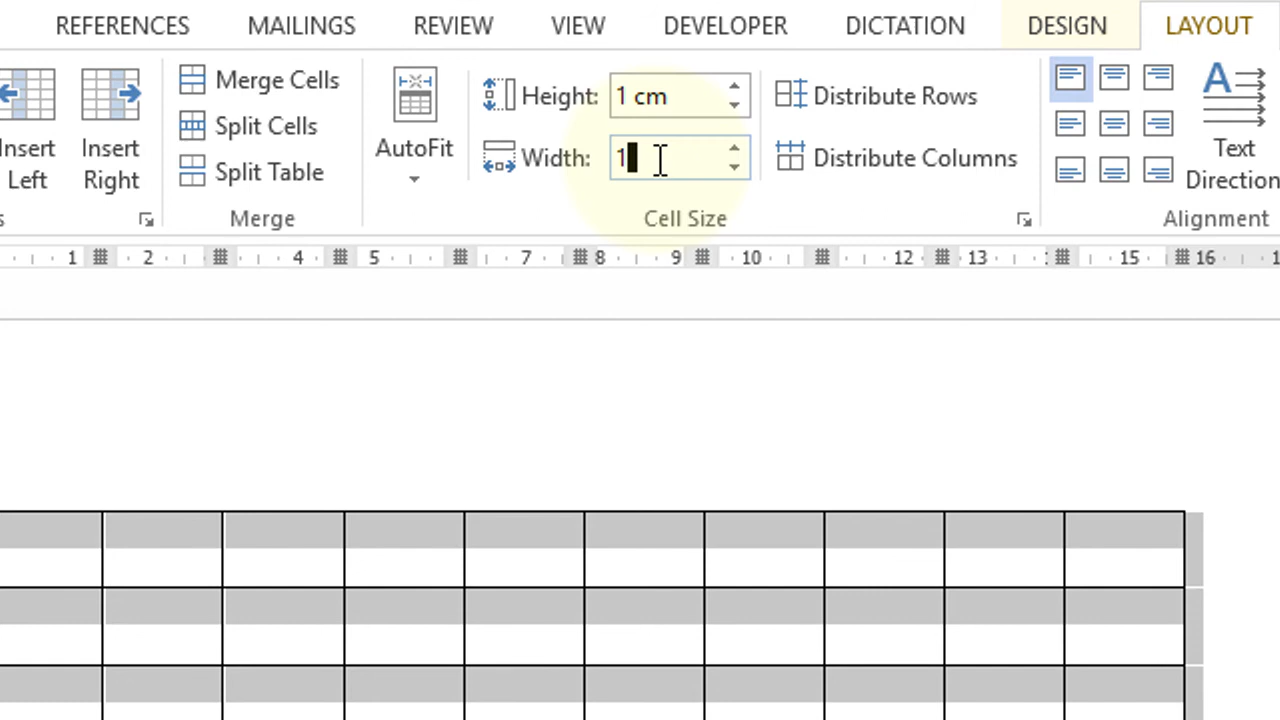 REFERENCES MAILINGS REVIEW VIEW DEVELOPER DICTATION DESIGN LAYOUT
Insert Left
Insert Right
Merge Cells
Split Cells
Split Table
Merge
AutoFit
Height: 1 cm
Width: 1
Cell Size
Distribute Rows
Distribute Columns
Text Direction
Alignment
1 2 4 5 7 8 9 10 12 13 15 16